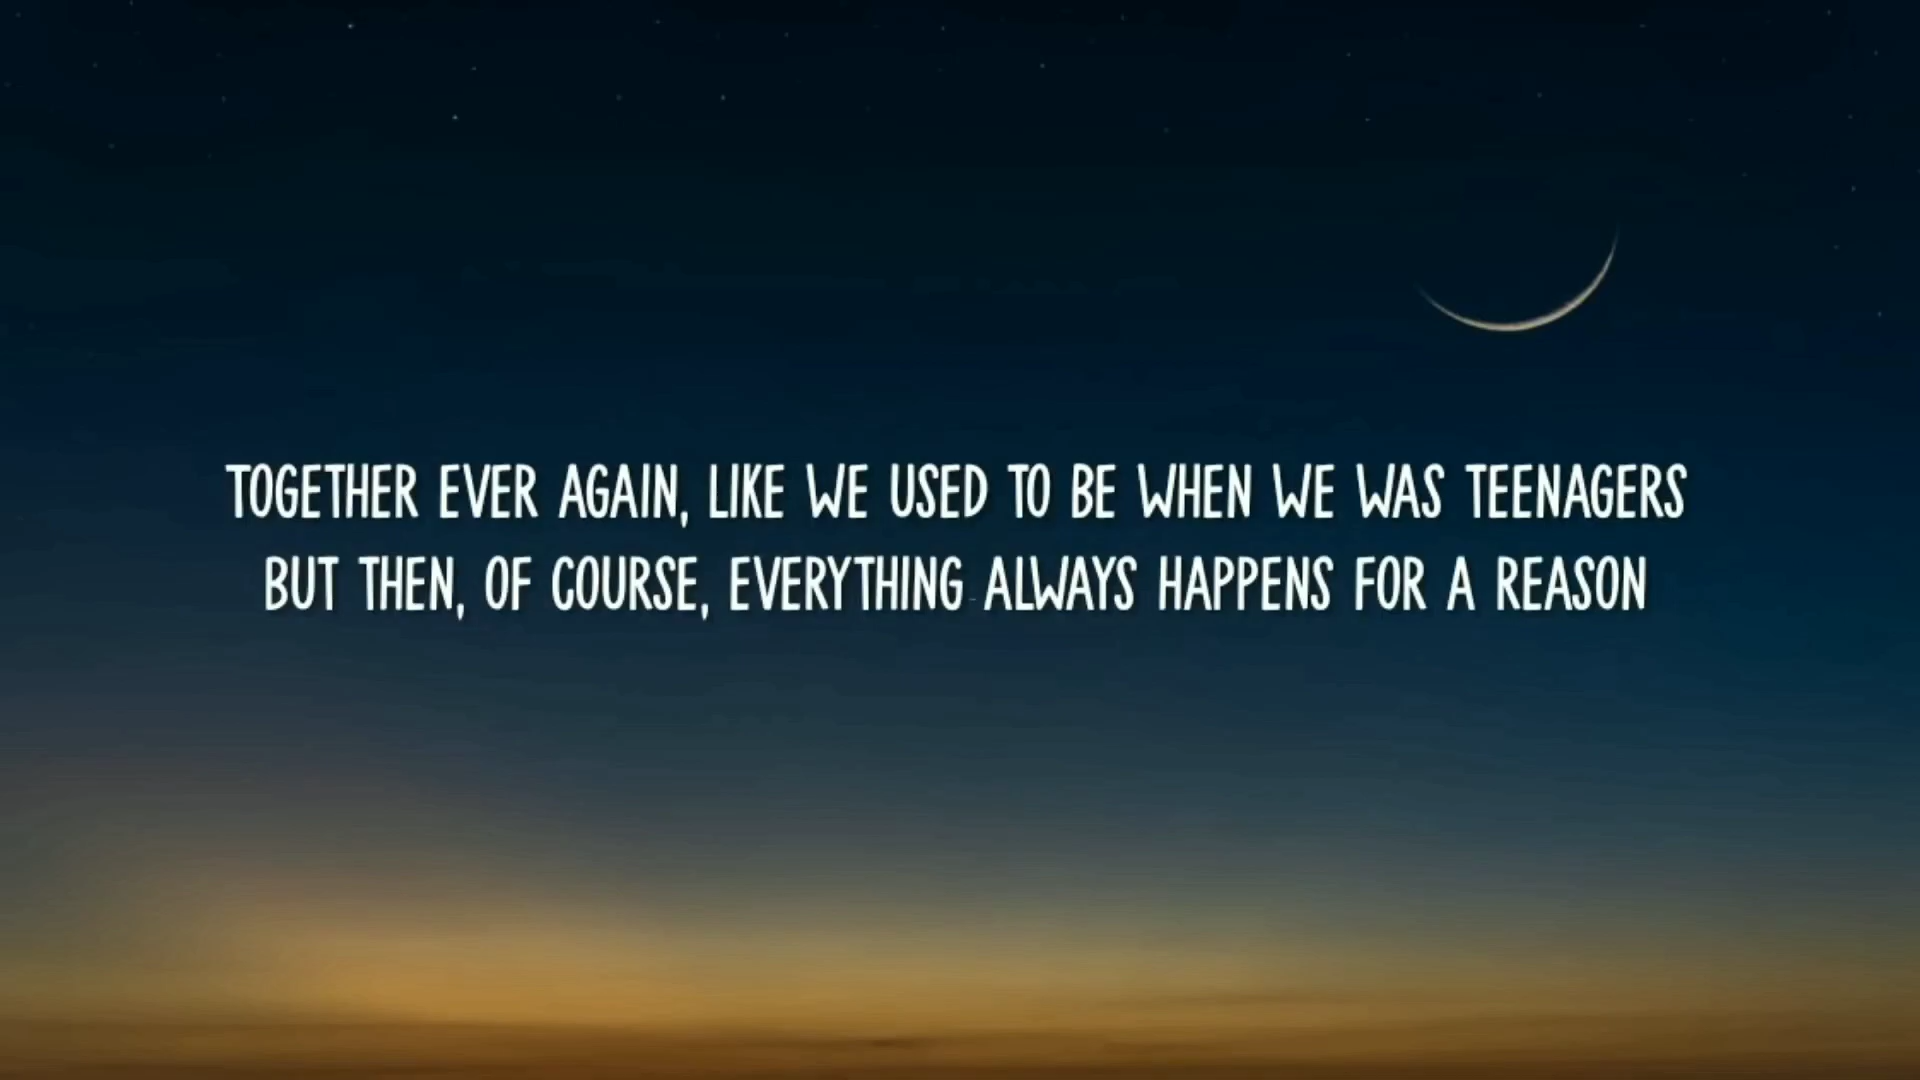 TOGETHER EVER AGAIN, LIKE WE USED TO BE WHEN WE WAS TEENAGERS
BUT THEN, OF COURSE, EVERYTHING ALWAYS HAPPENS FOR A REASON